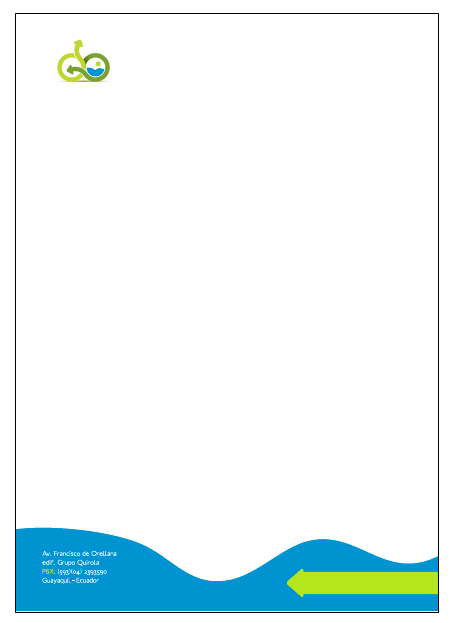 Av. Francisco de Orellana
edif. Grupo Quirola
PBX: (593)(04) 2393590
Guayaquil – Ecuador